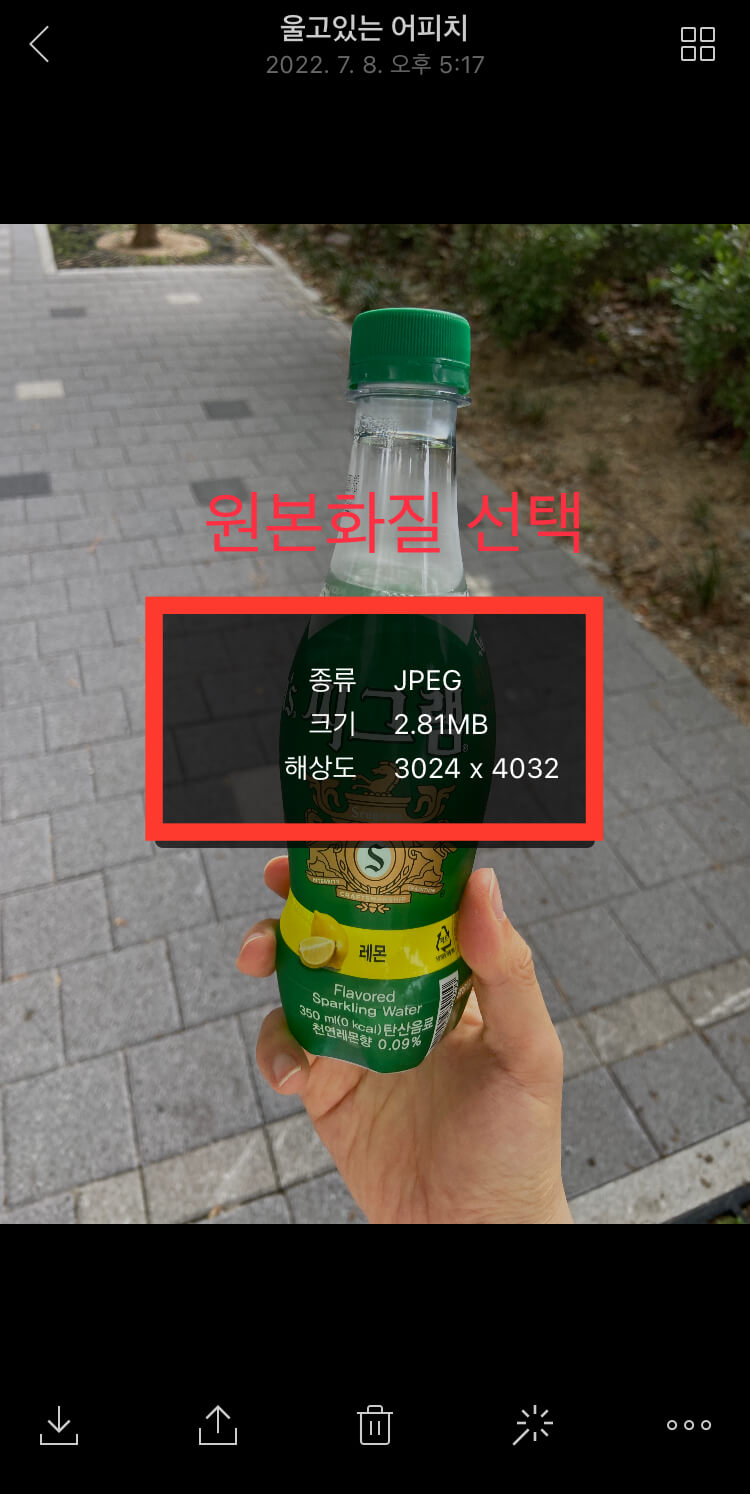 울고있는 어피치
2022. 7. 8. 오후 5:17
원본화질 선택
종류 JPEG
크기 2.81MB
해상도 3024 x 4032
씨그램
Seagram
S
CRAFTSMANSHIP
레몬
Flavored
Sparkling Water
350 ml(0 kcal)탄산음료
천연레몬향 0.09%